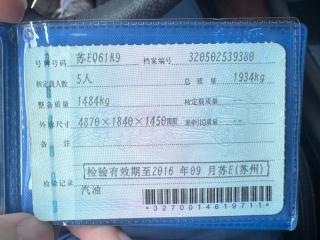 号牌号码 苏EQ61K9 档案编号 320502539380
核定载人数 5人 总质量 1934kg
整备质量 1484kg 核定载质量 --
外廓尺寸 4870×1840×1450mm 准牵引总质量 --
备注
检验有效期至2016年09月苏E(苏州)
检验记录
汽油
*3270014819711*